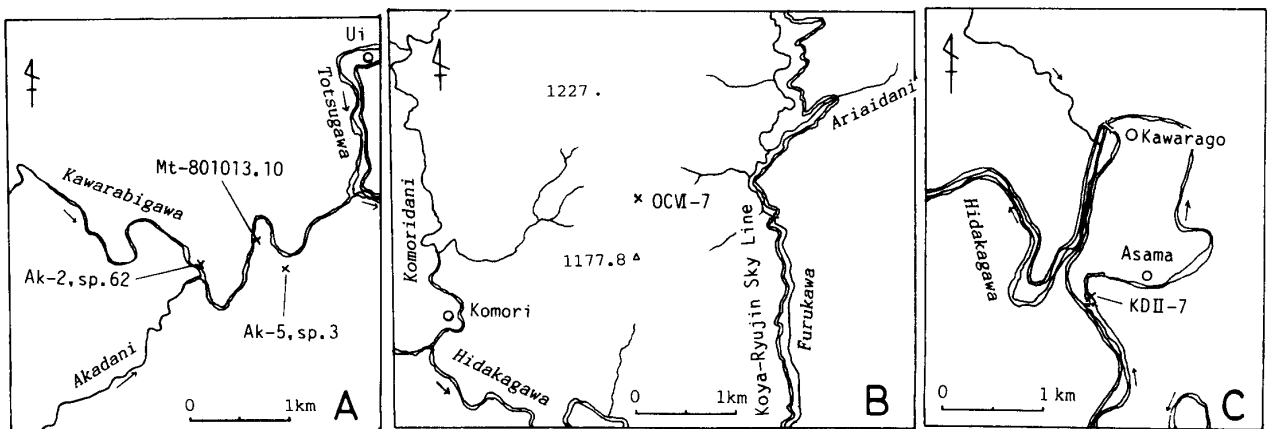 Ui
Totsugawa
Mt-801013.10
Kawarabigawa
Ak-2,sp.62
Ak-5,sp.3
Akadani
0 1km
A
1227.
Ariaidani
OCVI-7
Komoridani
1177.8
Komori
Koya-Ryujin Sky Line
Furukawa
Hidakagawa
0 1km
B
Kawarago
Hidakagawa
Asama
KDII-7
0 1km
C